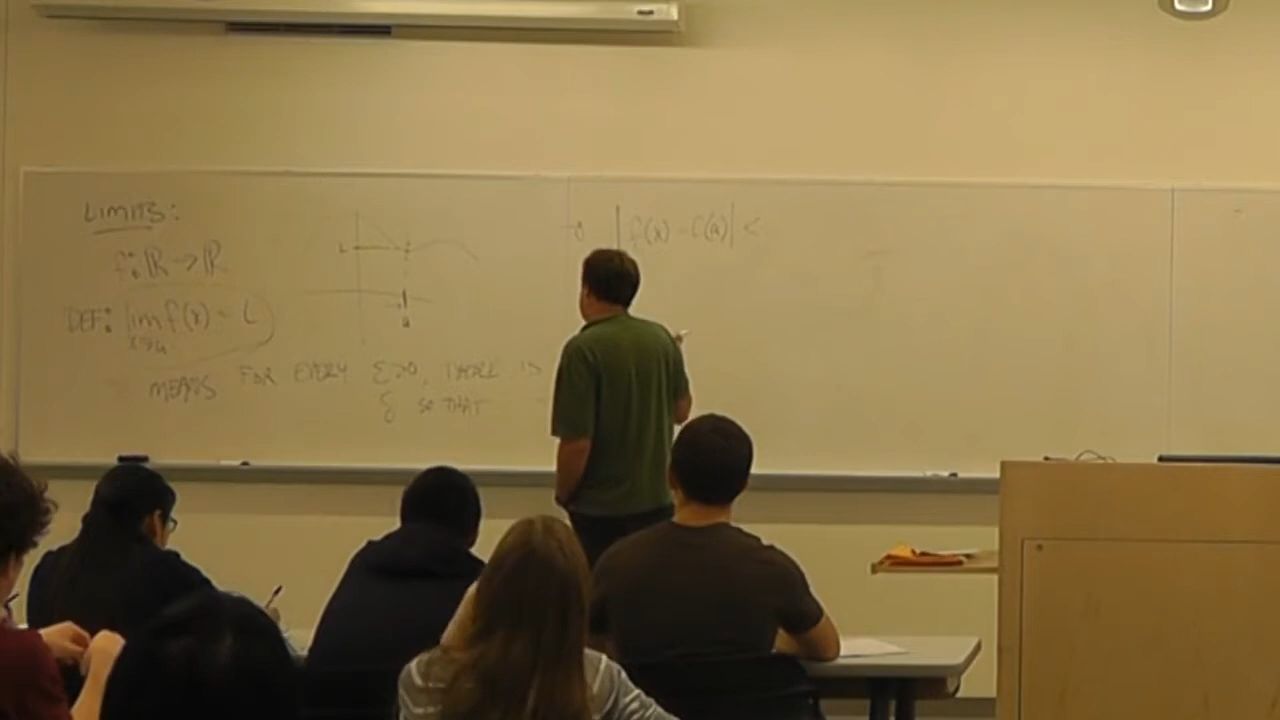 LIMITS:
f: ℝ → ℝ
DEF: lim f(x) = L
x→a
MEANS FOR EVERY ε>0, THERE IS
δ SO THAT
L
a
|f(x) - f(a)| <